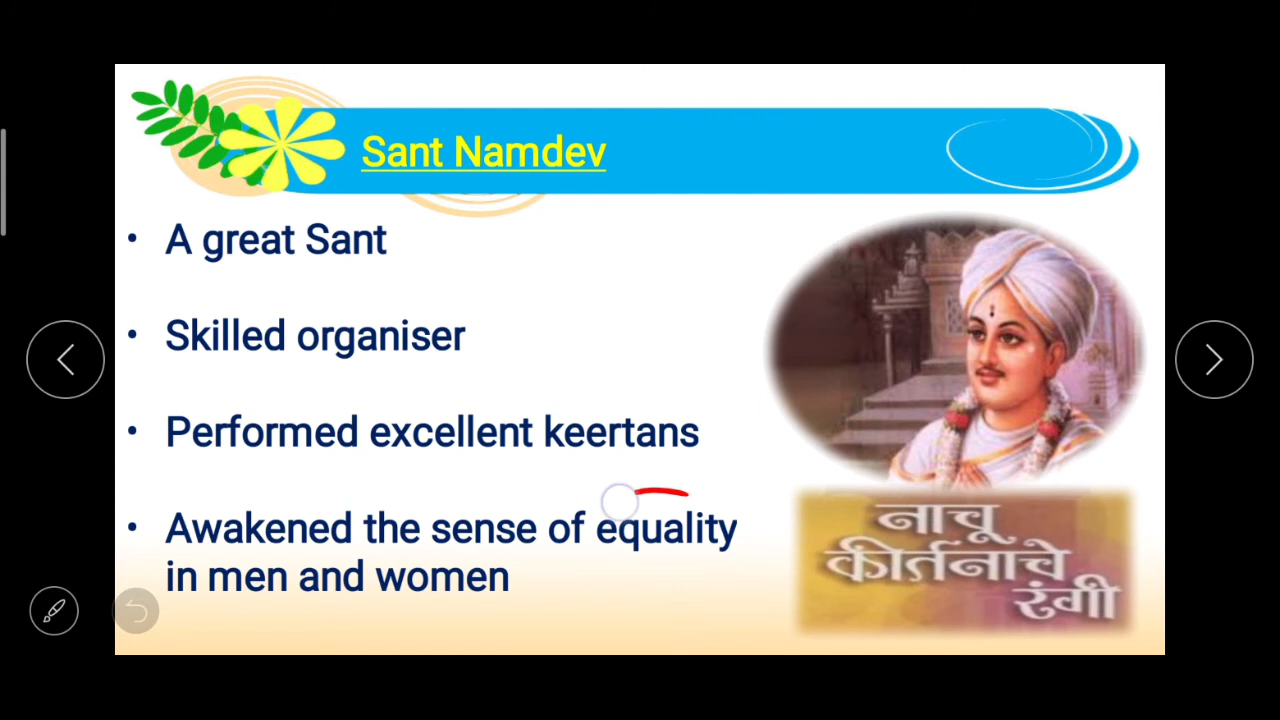 Sant Namdev
• A great Sant
• Skilled organiser
• Performed excellent keertans
• Awakened the sense of equality
in men and women
नाचू
कीर्तनाचे
रंगी